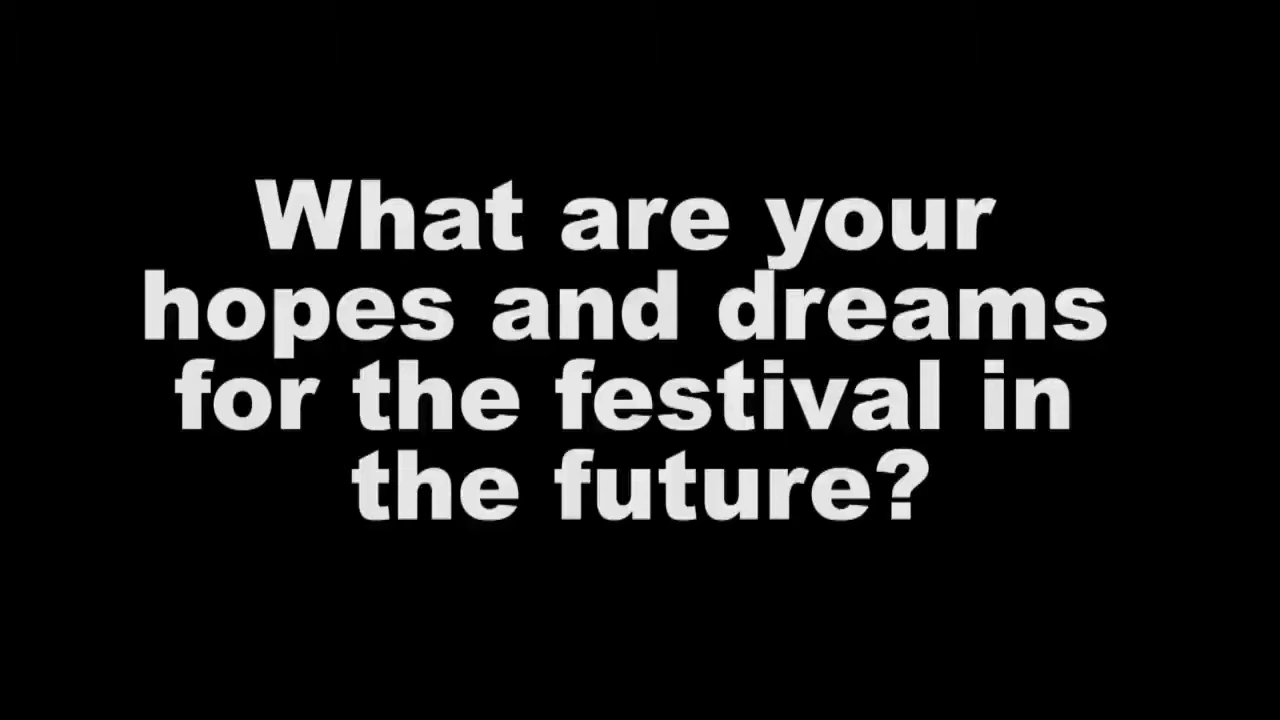 What are your
hopes and dreams
for the festival in
the future?